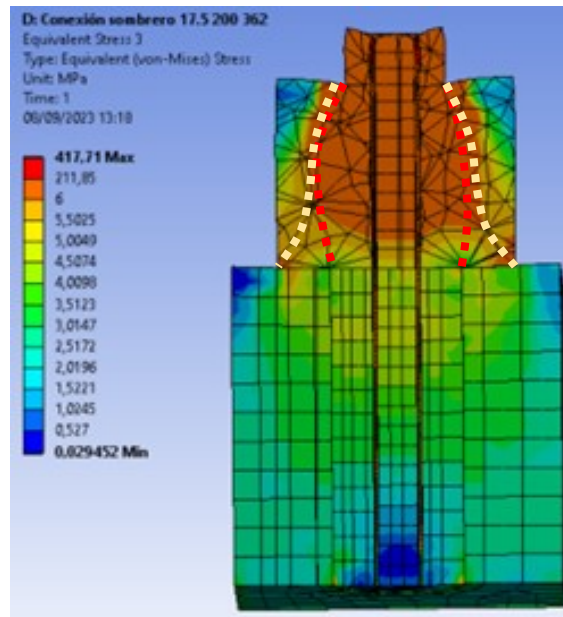 D: Conexión sombrero 17.5 200 362
Equivalent Stress 3
Type: Equivalent (von-Mises) Stress
Unit: MPa
Time: 1
08/09/2023 13:18
417,71 Max
211,85
6
5,5025
5,0049
4,5074
4,0098
3,5123
3,0147
2,5172
2,0196
1,5221
1,0245
0,527
0,029452 Min